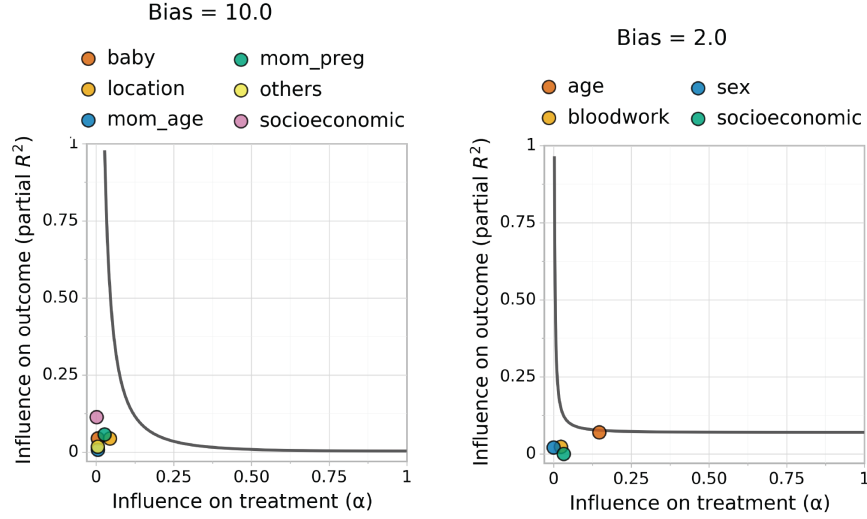 Bias = 10.0
baby
mom_preg
location
others
mom_age
socioeconomic
Influence on outcome (partial R²)
1
0.75
0.50
0.25
0
0
0.25
0.50
0.75
1
Influence on treatment (α)
Bias = 2.0
age
sex
bloodwork
socioeconomic
Influence on outcome (partial R²)
1
0.75
0.50
0.25
0
0
0.25
0.50
0.75
1
Influence on treatment (α)